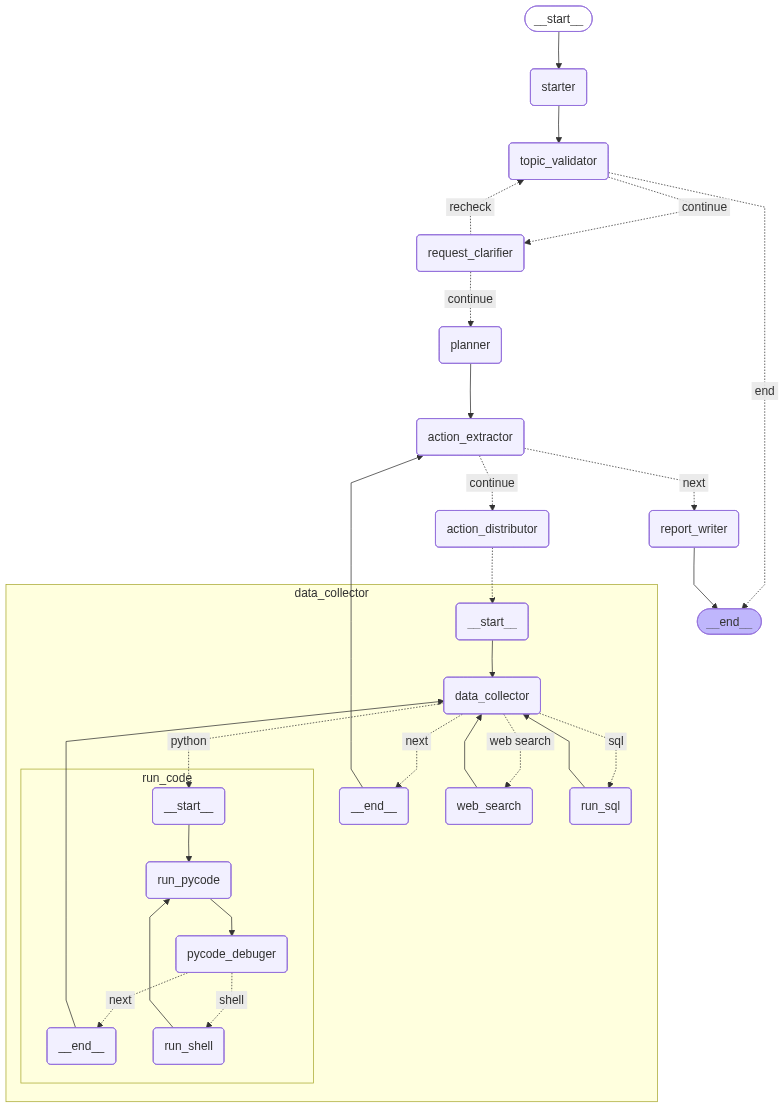 __start__
starter
topic_validator
recheck
continue
request_clarifier
continue
planner
end
action_extractor
continue
next
action_distributor
report_writer
data_collector
__start__
__end__
data_collector
python
next
web search
sql
run_code
__start__
__end__
web_search
run_sql
run_pycode
pycode_debuger
next
shell
__end__
run_shell